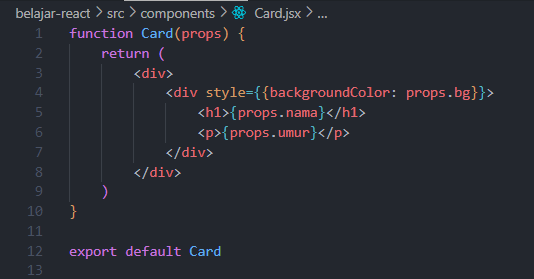 belajar-react > src > components > Card.jsx > ...
1 function Card(props) {
2     return (
3         <div>
4             <div style={{backgroundColor: props.bg}}>
5                 <h1>{props.nama}</h1>
6                 <p>{props.umur}</p>
7             </div>
8         </div>
9     )
10 }
11
12 export default Card
13